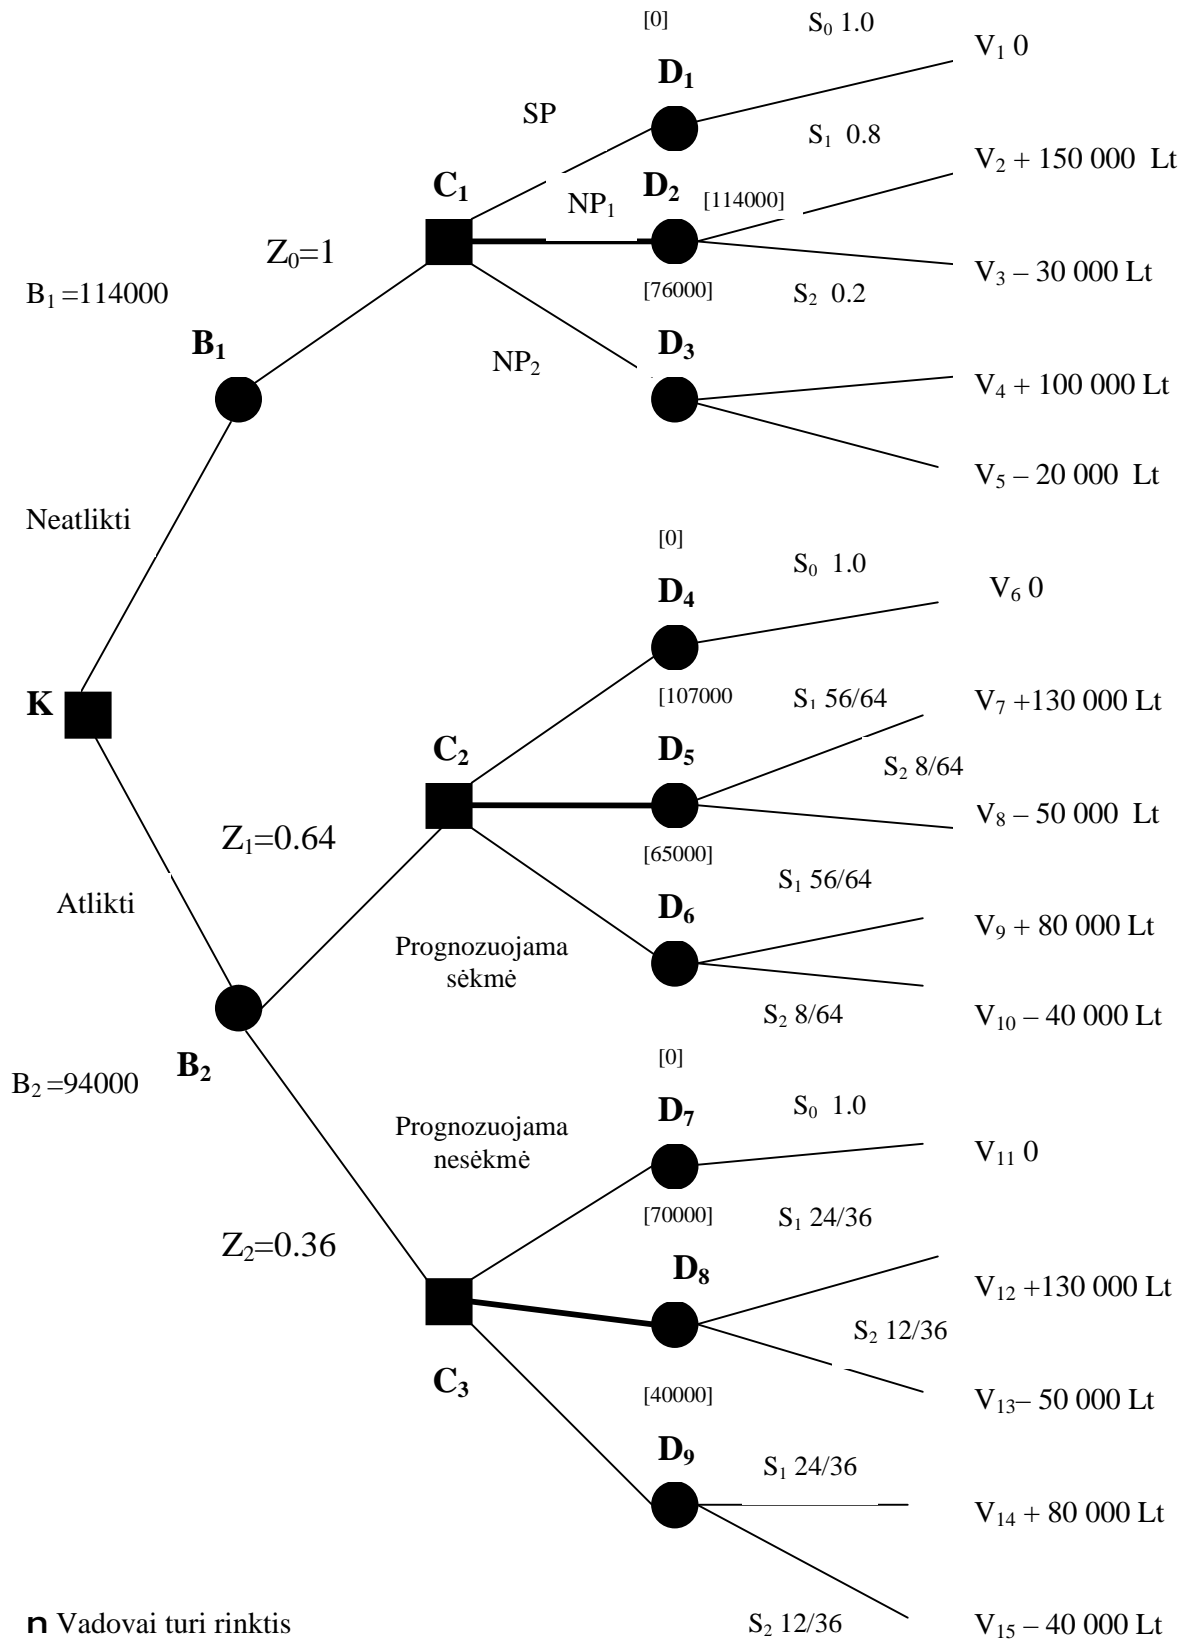 [0]
S₀ 1.0
V₁ 0
D₁
SP
S₁ 0.8
V₂ + 150 000 Lt
C₁
D₂
NP₁
[114000]
Z₀=1
V₃ – 30 000 Lt
B₁ =114000
[76000]
S₂ 0.2
B₁
NP₂
D₃
V₄ + 100 000 Lt
V₅ – 20 000 Lt
Neatlikti
[0]
S₀ 1.0
D₄
V₆ 0
K
[107000
S₁ 56/64
V₇ +130 000 Lt
C₂
D₅
S₂ 8/64
Z₁=0.64
V₈ – 50 000 Lt
[65000]
S₁ 56/64
Atlikti
D₆
V₉ + 80 000 Lt
Prognozuojama
sėkmė
S₂ 8/64
V₁₀ – 40 000 Lt
B₂
[0]
B₂ =94000
D₇
S₀ 1.0
Prognozuojama
nesėkmė
V₁₁ 0
[70000]
S₁ 24/36
Z₂=0.36
D₈
V₁₂ +130 000 Lt
S₂ 12/36
C₃
[40000]
V₁₃– 50 000 Lt
D₉
S₁ 24/36
V₁₄ + 80 000 Lt
n Vadovai turi rinktis
S₂ 12/36
V₁₅ – 40 000 Lt